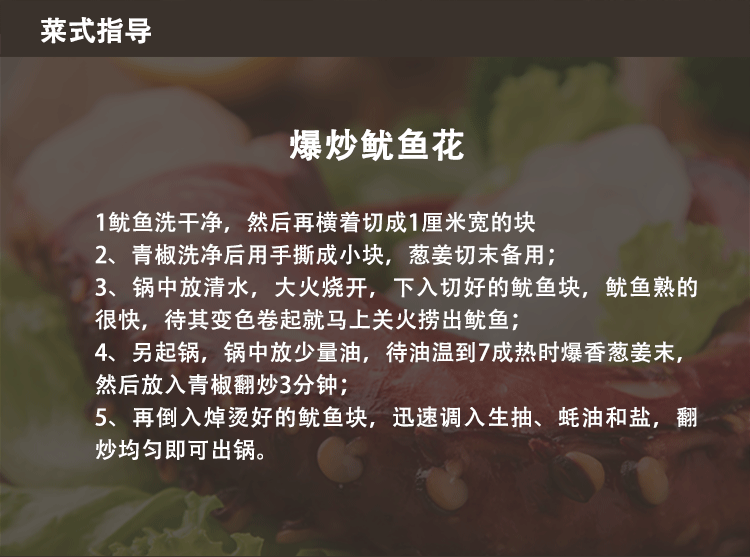 菜式指导
爆炒鱿鱼花
1鱿鱼洗干净，然后再横着切成1厘米宽的块
2、青椒洗净后用手撕成小块，葱姜切末备用；
3、锅中放清水，大火烧开，下入切好的鱿鱼块，鱿鱼熟的
很快，待其变色卷起就马上关火捞出鱿鱼；
4、另起锅，锅中放少量油，待油温到7成热时爆香葱姜末，
然后放入青椒翻炒3分钟；
5、再倒入焯烫好的鱿鱼块，迅速调入生抽、蚝油和盐，翻
炒均匀即可出锅。